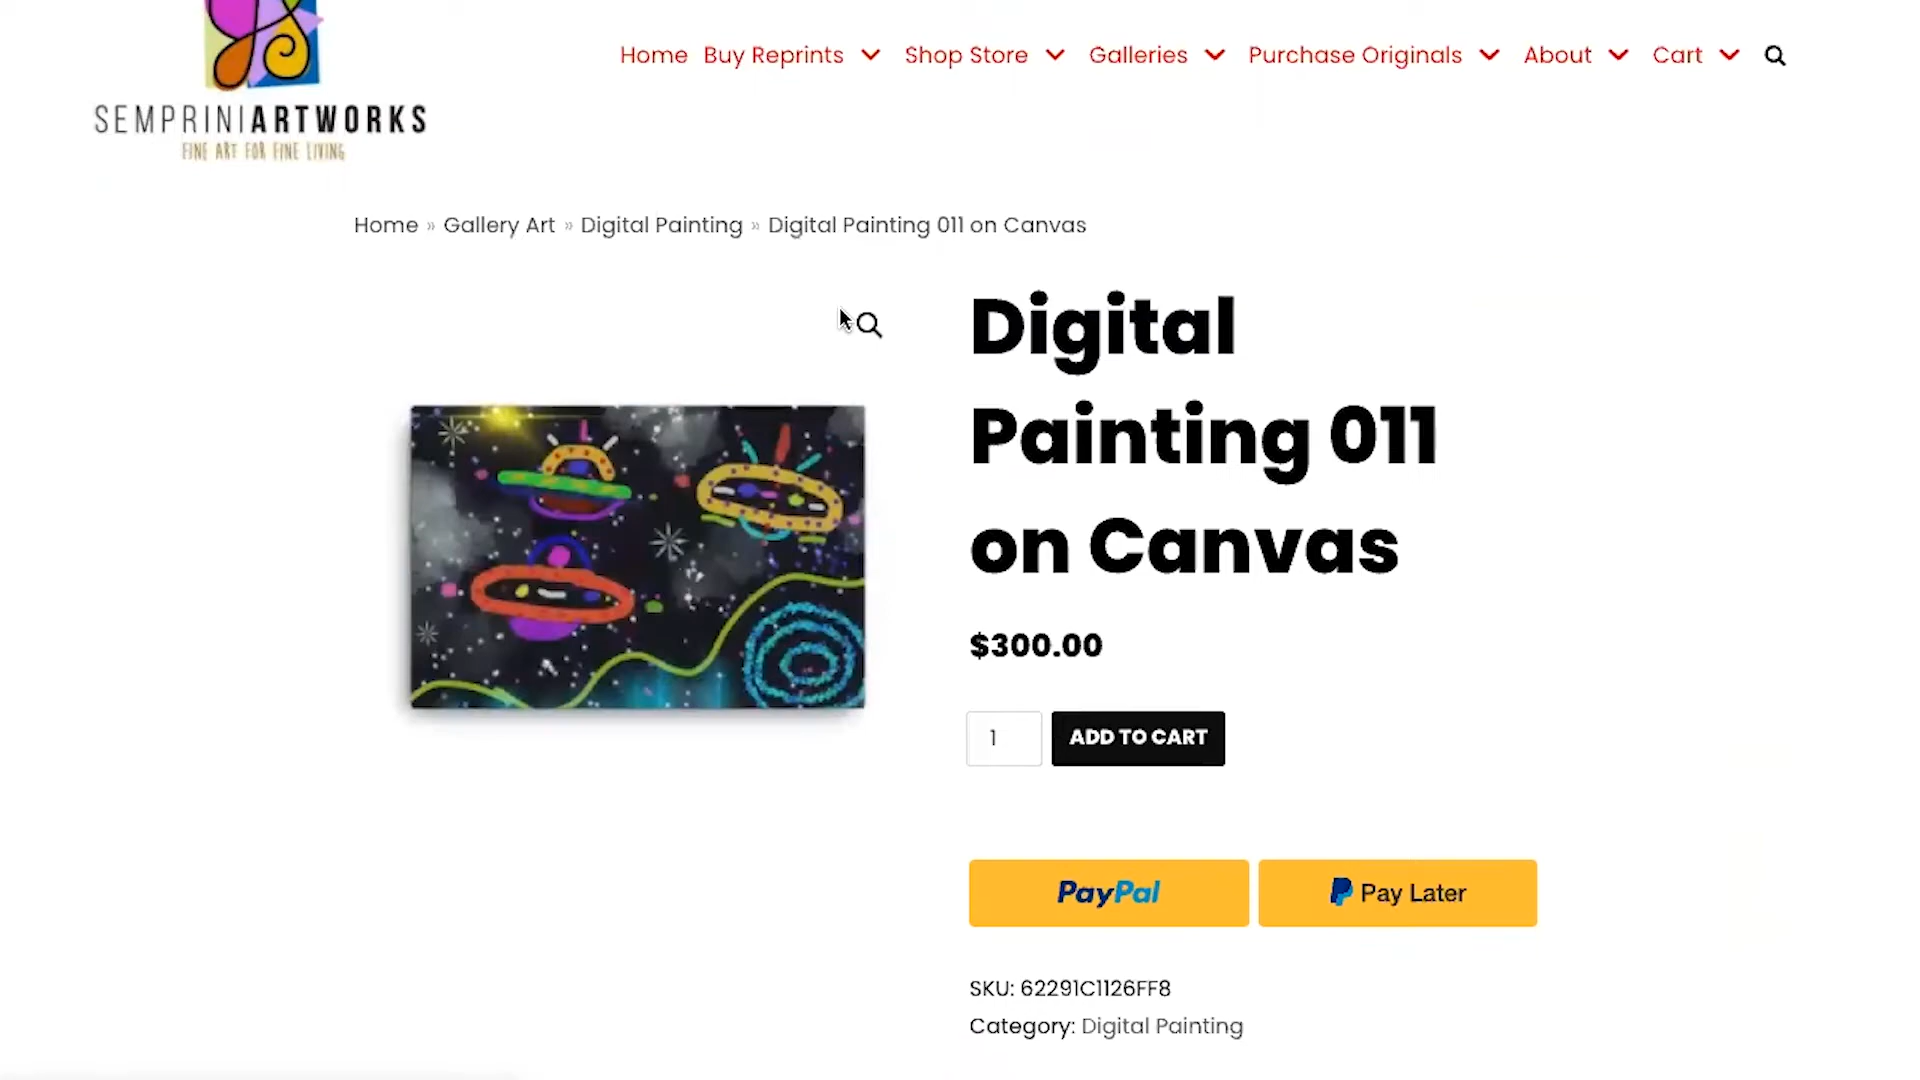 SEMPRINIARTWORKS
FINE ART FOR FINE LIVING
Home Buy Reprints Shop Store Galleries Purchase Originals About Cart
Home » Gallery Art » Digital Painting » Digital Painting 011 on Canvas
Digital
Painting 011
on Canvas
$300.00
1 ADD TO CART
PayPal Pay Later
SKU: 62291C1126FF8
Category: Digital Painting